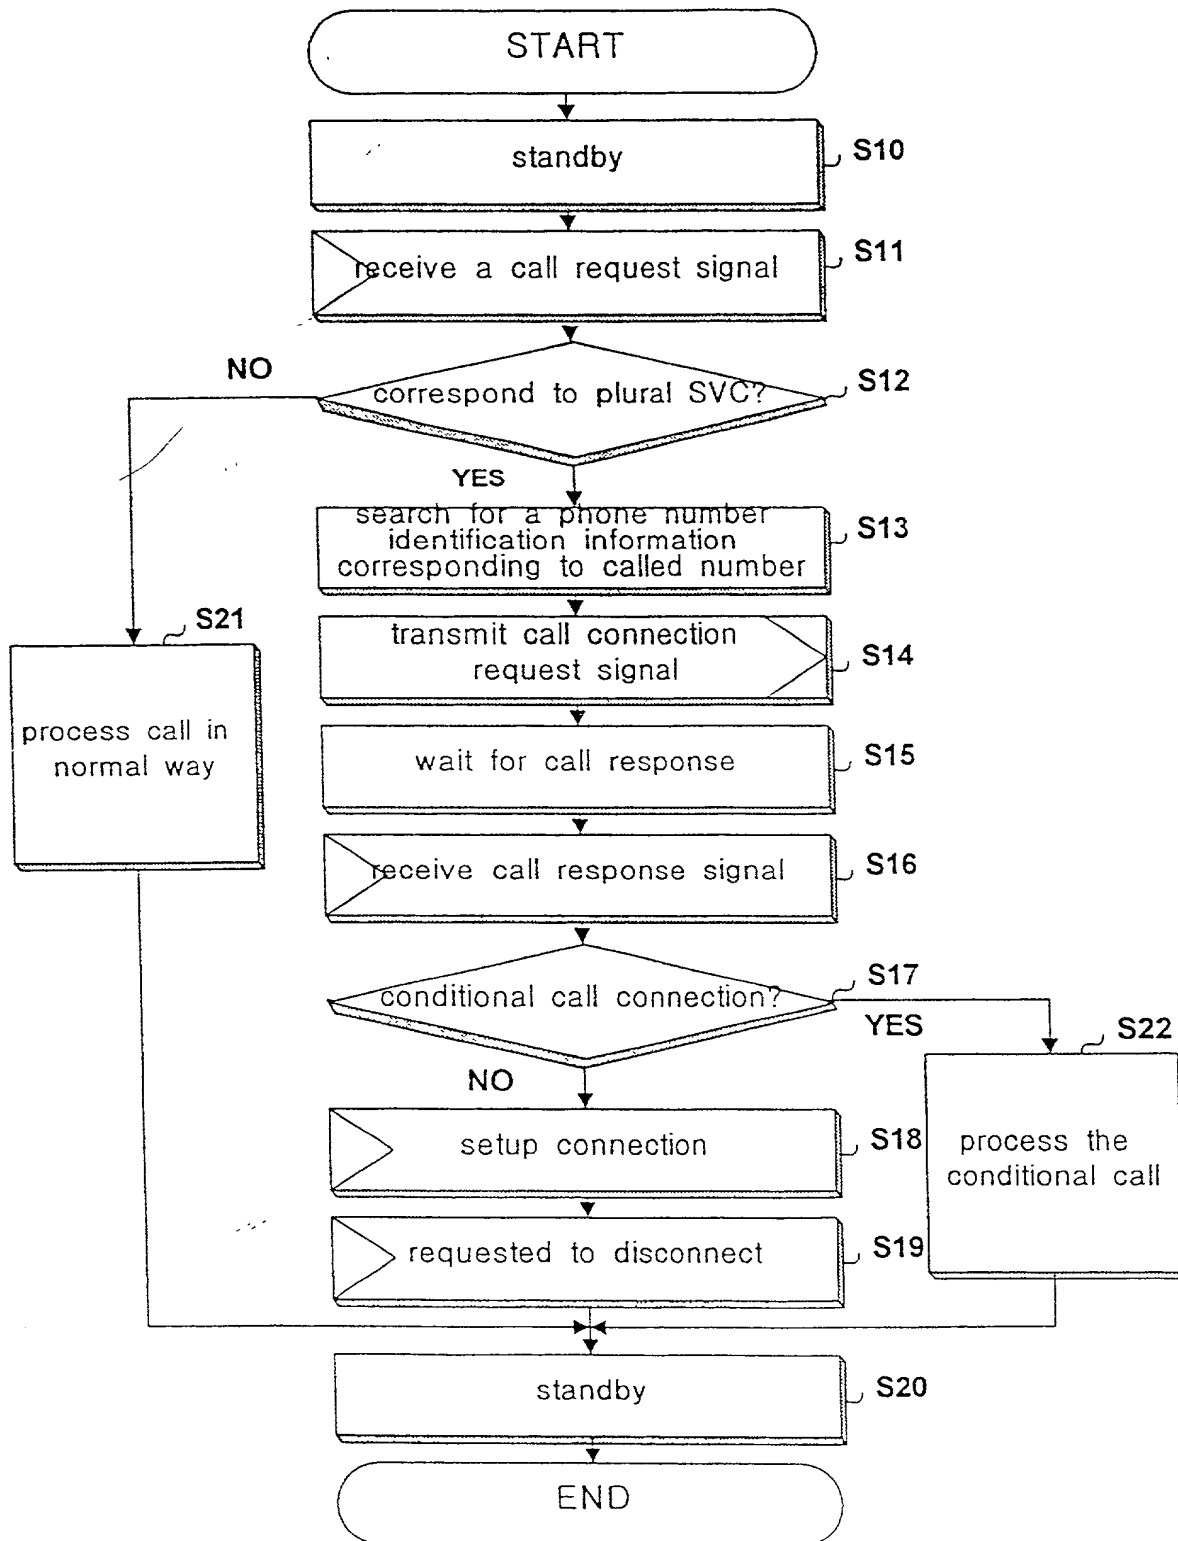 START
standby
S10
receive a call request signal
S11
NO
correspond to plural SVC?
S12
YES
search for a phone number
identification information
corresponding to called number
S13
S21
transmit call connection
request signal
S14
process call in
normal way
wait for call response
S15
receive call response signal
S16
conditional call connection?
S17
YES
S22
NO
setup connection
S18
process the
conditional call
requested to disconnect
S19
standby
S20
END